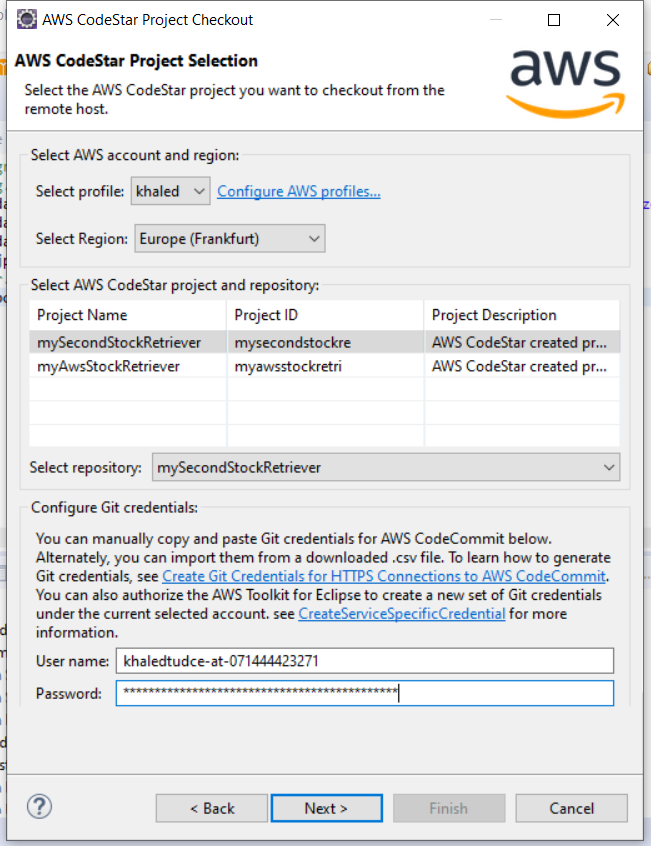 AWS CodeStar Project Checkout
AWS CodeStar Project Selection
Select the AWS CodeStar project you want to checkout from the
remote host.
aws
Select AWS account and region:
Select profile: khaled Configure AWS profiles...
Select Region: Europe (Frankfurt)
Select AWS CodeStar project and repository:
Project Name Project ID Project Description
mySecondStockRetriever mysecondstockre AWS CodeStar created pr...
myAwsStockRetriever myawsstockretri AWS CodeStar created pr...
Select repository: mySecondStockRetriever
Configure Git credentials:
You can manually copy and paste Git credentials for AWS CodeCommit below.
Alternately, you can import them from a downloaded .csv file. To learn how to generate
Git credentials, see Create Git Credentials for HTTPS Connections to AWS CodeCommit.
You can also authorize the AWS Toolkit for Eclipse to create a new set of Git credentials
under the current selected account. see CreateServiceSpecificCredential for more
information.
User name: khaledtudce-at-071444423271
Password: ********************************************
? < Back Next > Finish Cancel